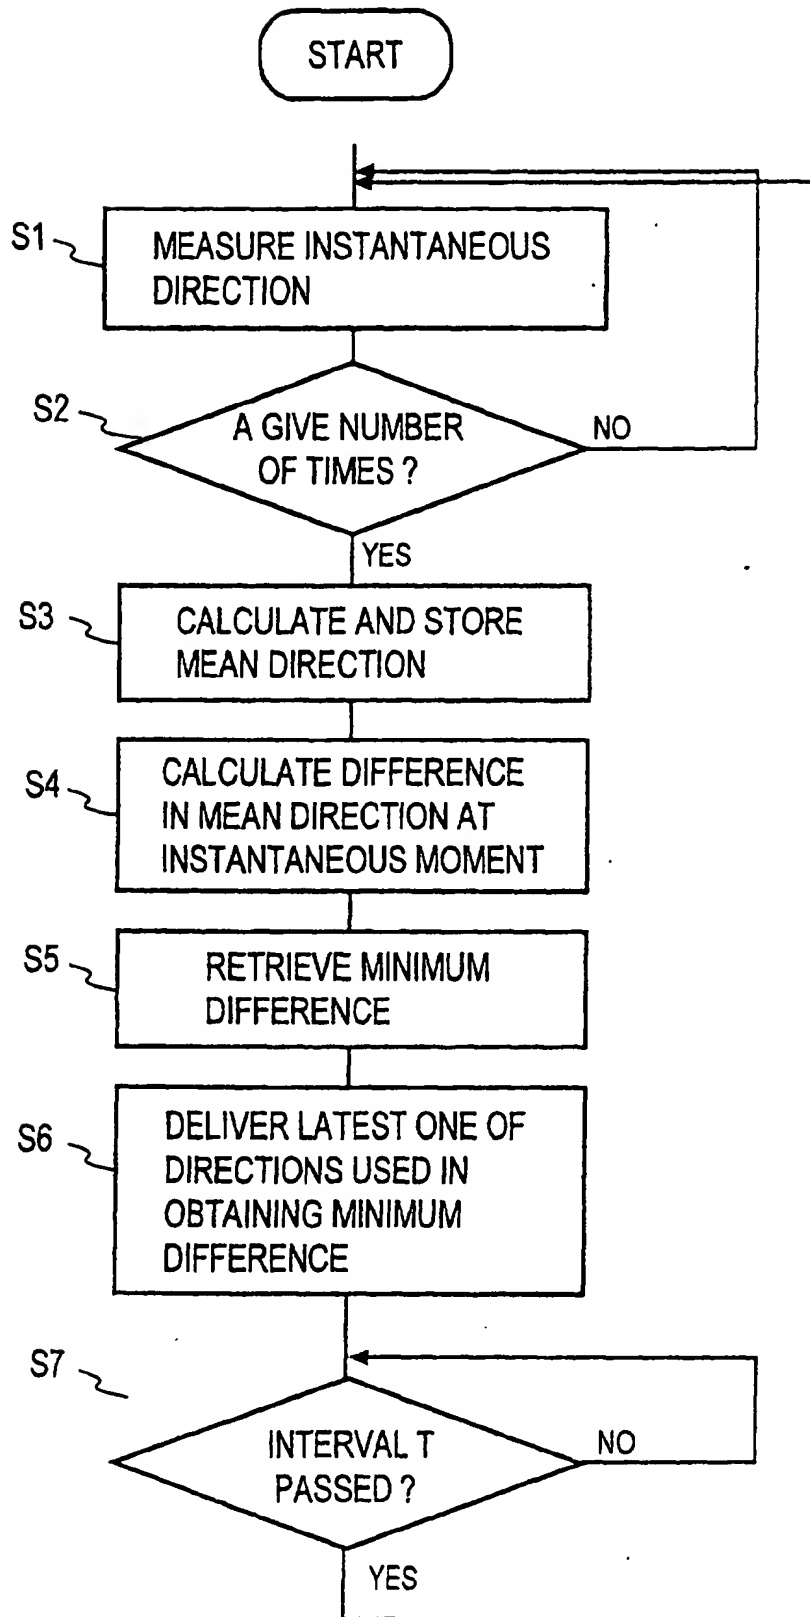 START
S1
MEASURE INSTANTANEOUS
DIRECTION
S2
A GIVE NUMBER
OF TIMES ?
NO
YES
S3
CALCULATE AND STORE
MEAN DIRECTION
S4
CALCULATE DIFFERENCE
IN MEAN DIRECTION AT
INSTANTANEOUS MOMENT
S5
RETRIEVE MINIMUM
DIFFERENCE
S6
DELIVER LATEST ONE OF
DIRECTIONS USED IN
OBTAINING MINIMUM
DIFFERENCE
S7
INTERVAL T
PASSED ?
NO
YES